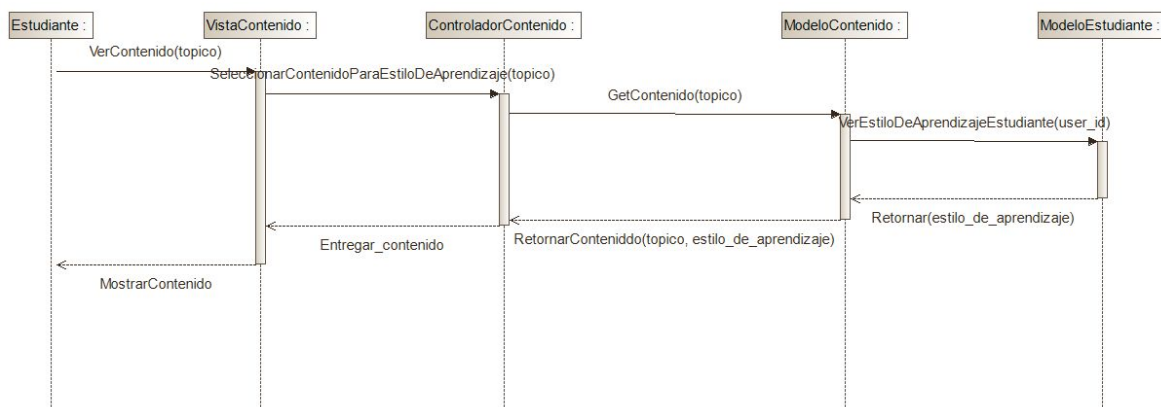 Estudiante :
VistaContenido :
ControladorContenido :
ModeloContenido :
ModeloEstudiante :
VerContenido(topico)
SeleccionarContenidoParaEstiloDeAprendizaje(topico)
GetContenido(topico)
VerEstiloDeAprendizajeEstudiante(user_id)
Retornar(estilo_de_aprendizaje)
RetornarConteniddo(topico, estilo_de_aprendizaje)
Entregar_contenido
MostrarContenido